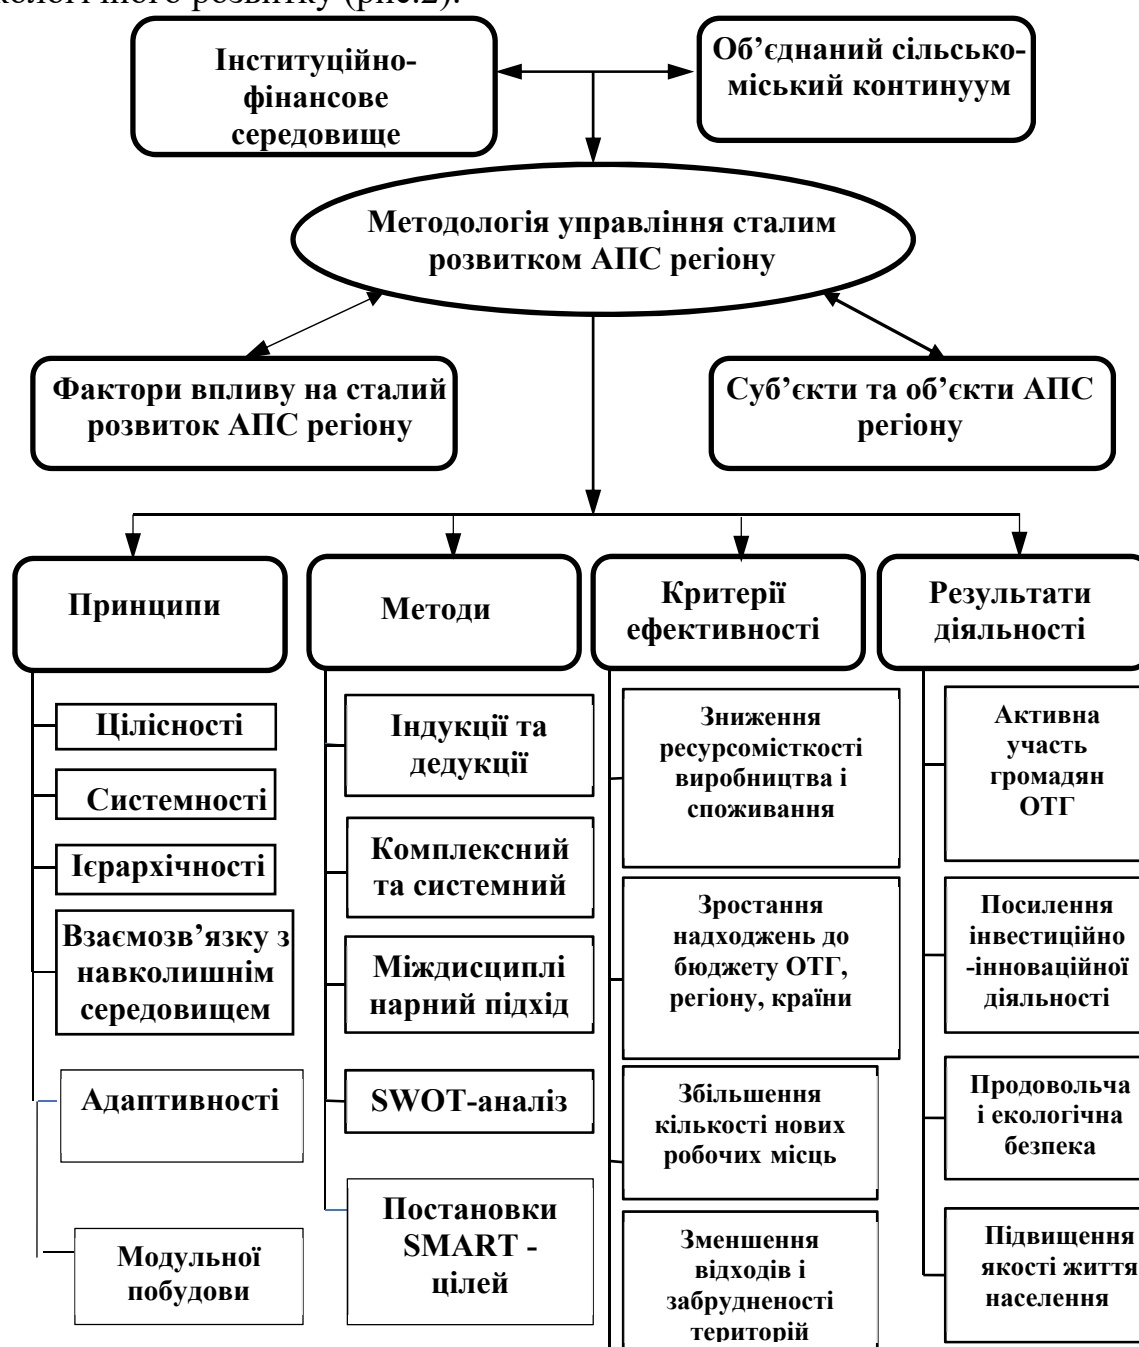 кологічного розвитку (рис.2).
Інституційно-
фінансове
середовище
Об’єднаний сільсько-
міський континуум
Методологія управління сталим
розвитком АПС регіону
Фактори впливу на сталий
розвиток АПС регіону
Суб’єкти та об’єкти АПС
регіону
Принципи
Методи
Критерії
ефективності
Результати
діяльності
Цілісності
Системності
Ієрархічності
Взаємозв’язку з
навколишнім
середовищем
Адаптивності
Модульної
побудови
Індукції та
дедукції
Комплексний
та системний
Міждисциплі
нарний підхід
SWOT-аналіз
Постановки
SMART -
цілей
Зниження
ресурсомісткості
виробництва і
споживання
Зростання
надходжень до
бюджету ОТГ,
регіону, країни
Збільшення
кількості нових
робочих місць
Зменшення
відходів і
забрудненості
територій
Активна
участь
громадян
ОТГ
Посилення
інвестиційно
-інноваційної
діяльності
Продовольча
і екологічна
безпека
Підвищення
якості життя
населення